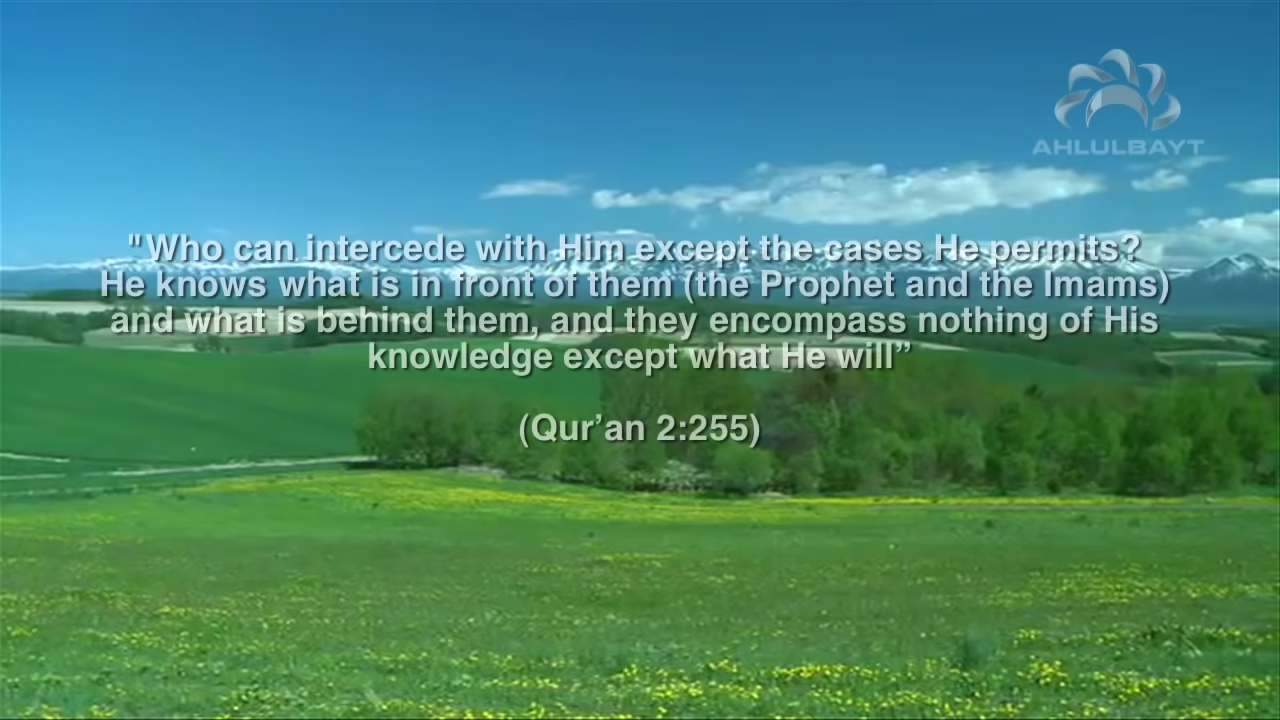 AHLULBAYT
"Who can intercede with Him except the cases He permits?
He knows what is in front of them (the Prophet and the Imams)
and what is behind them, and they encompass nothing of His
knowledge except what He will”
(Qur’an 2:255)